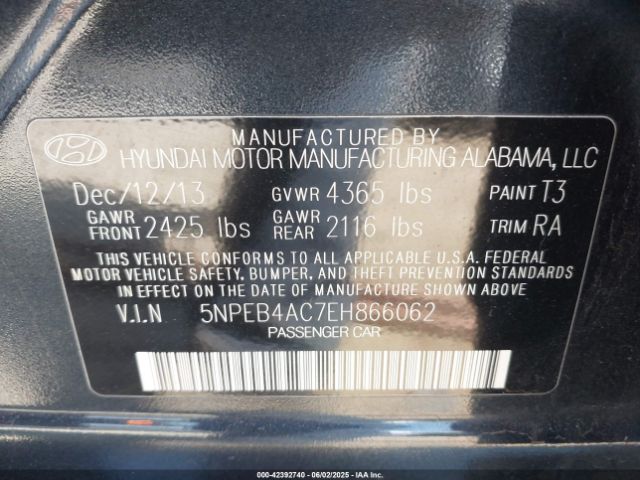 MANUFACTURED BY
HYUNDAI MOTOR MANUFACTURING ALABAMA, LLC
Dec/12/13 GVWR 4365 lbs PAINT T3
GAWR FRONT 2425 lbs GAWR REAR 2116 lbs TRIM RA
THIS VEHICLE CONFORMS TO ALL APPLICABLE U.S.A. FEDERAL
MOTOR VEHICLE SAFETY, BUMPER, AND THEFT PREVENTION STANDARDS
IN EFFECT ON THE DATE OF MANUFACTURE SHOWN ABOVE.
V.I.N 5NPEB4AC7EH866062
PASSENGER CAR
000-42392740 - 06/02/2025 - IAA Inc.